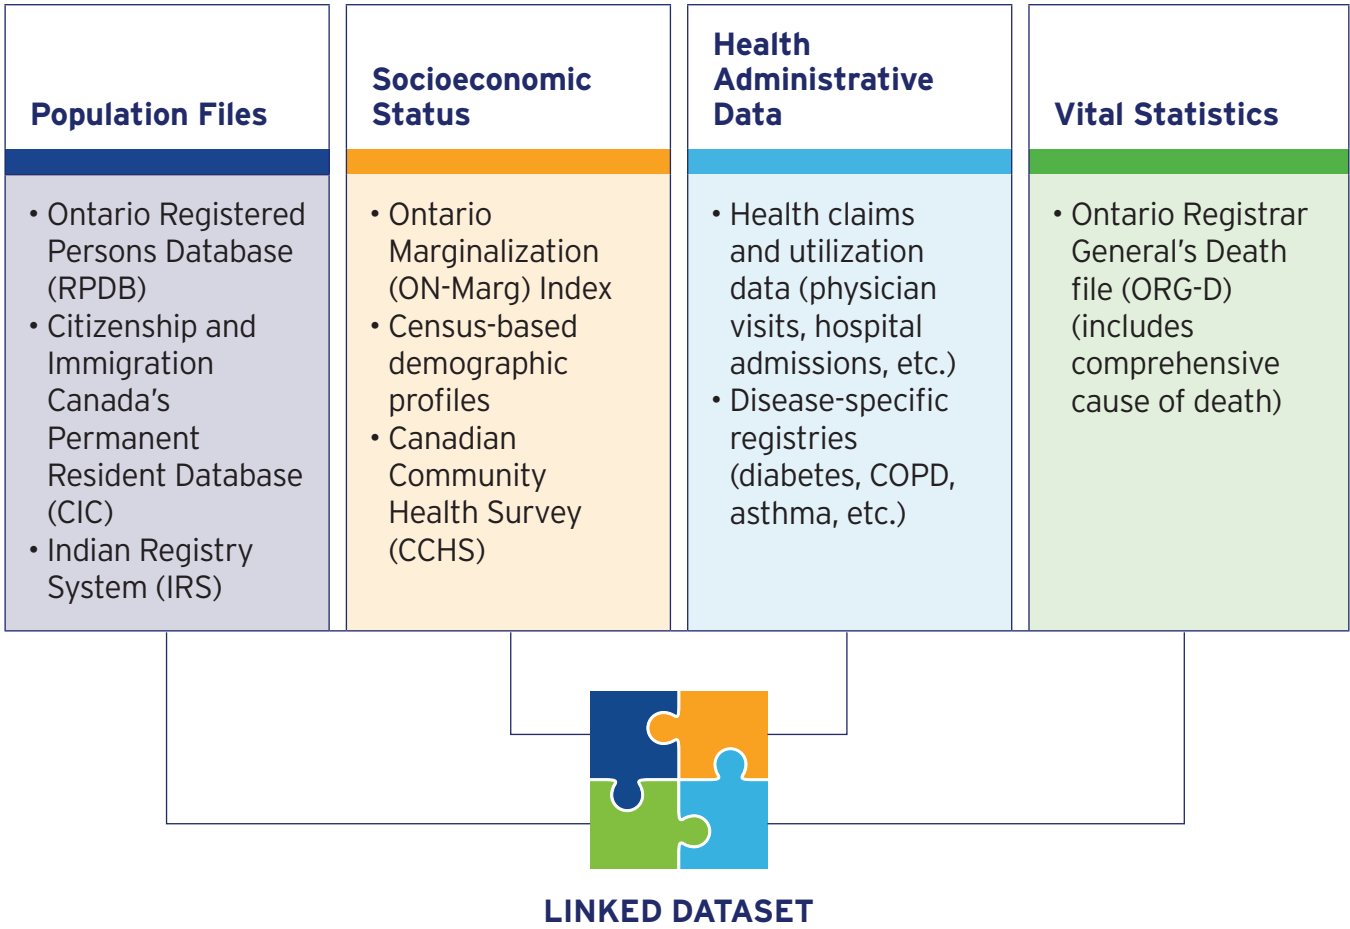 Population Files
• Ontario Registered
Persons Database
(RPDB)
• Citizenship and
Immigration
Canada’s
Permanent
Resident Database
(CIC)
• Indian Registry
System (IRS)
Socioeconomic
Status
• Ontario
Marginalization
(ON-Marg) Index
• Census-based
demographic
profiles
• Canadian
Community
Health Survey
(CCHS)
Health
Administrative
Data
• Health claims
and utilization
data (physician
visits, hospital
admissions, etc.)
• Disease-specific
registries
(diabetes, COPD,
asthma, etc.)
Vital Statistics
• Ontario Registrar
General’s Death
file (ORG-D)
(includes
comprehensive
cause of death)
LINKED DATASET